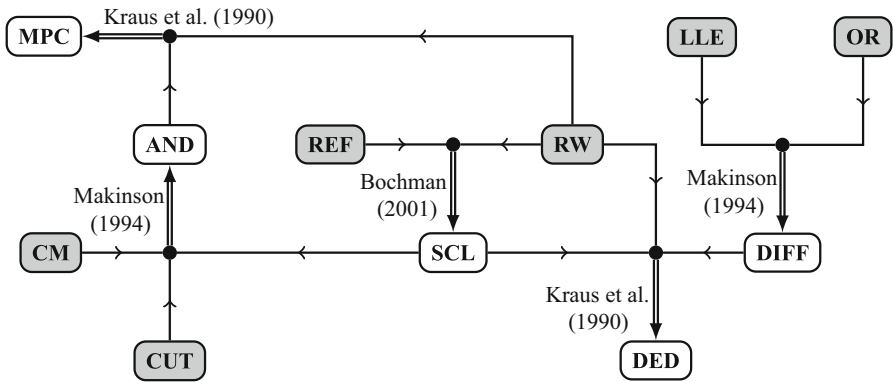 Kraus et al. (1990)
MPC
LLE
OR
AND
REF
RW
Makinson
(1994)
Bochman
(2001)
Makinson
(1994)
CM
SCL
DIFF
Kraus et al.
(1990)
CUT
DED